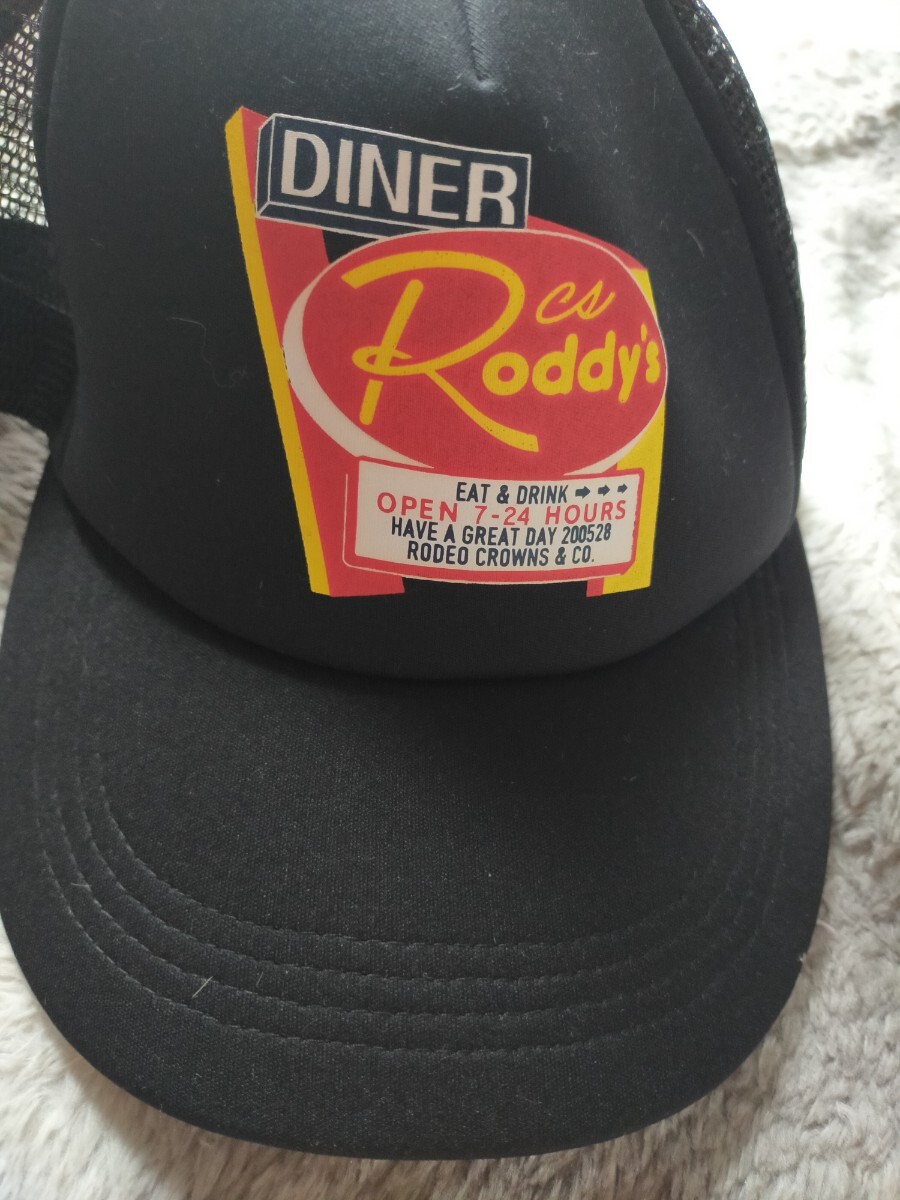 DINER
cs
Roddy's
EAT & DRINK ➡ ➡ ➡
OPEN 7-24 HOURS
HAVE A GREAT DAY 200528
RODEO CROWNS & CO.